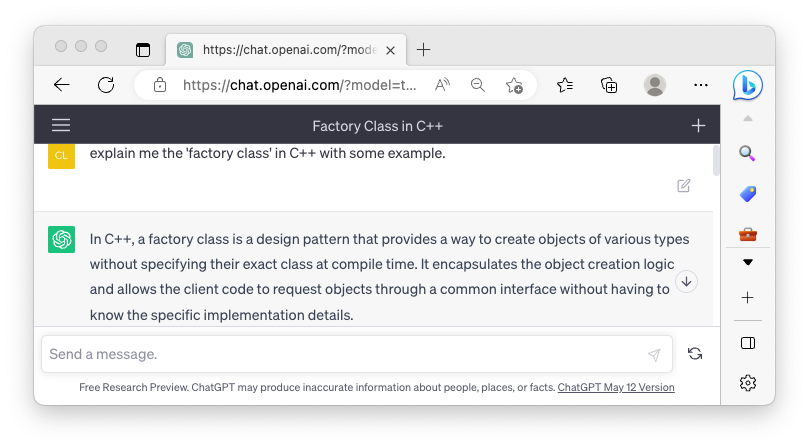 https://chat.openai.com/?mode
https://chat.openai.com/?model=t...
Factory Class in C++
CL
explain me the 'factory class' in C++ with some example.
In C++, a factory class is a design pattern that provides a way to create objects of various types
without specifying their exact class at compile time. It encapsulates the object creation logic
and allows the client code to request objects through a common interface without having to
know the specific implementation details.
Send a message.
Free Research Preview. ChatGPT may produce inaccurate information about people, places, or facts. ChatGPT May 12 Version